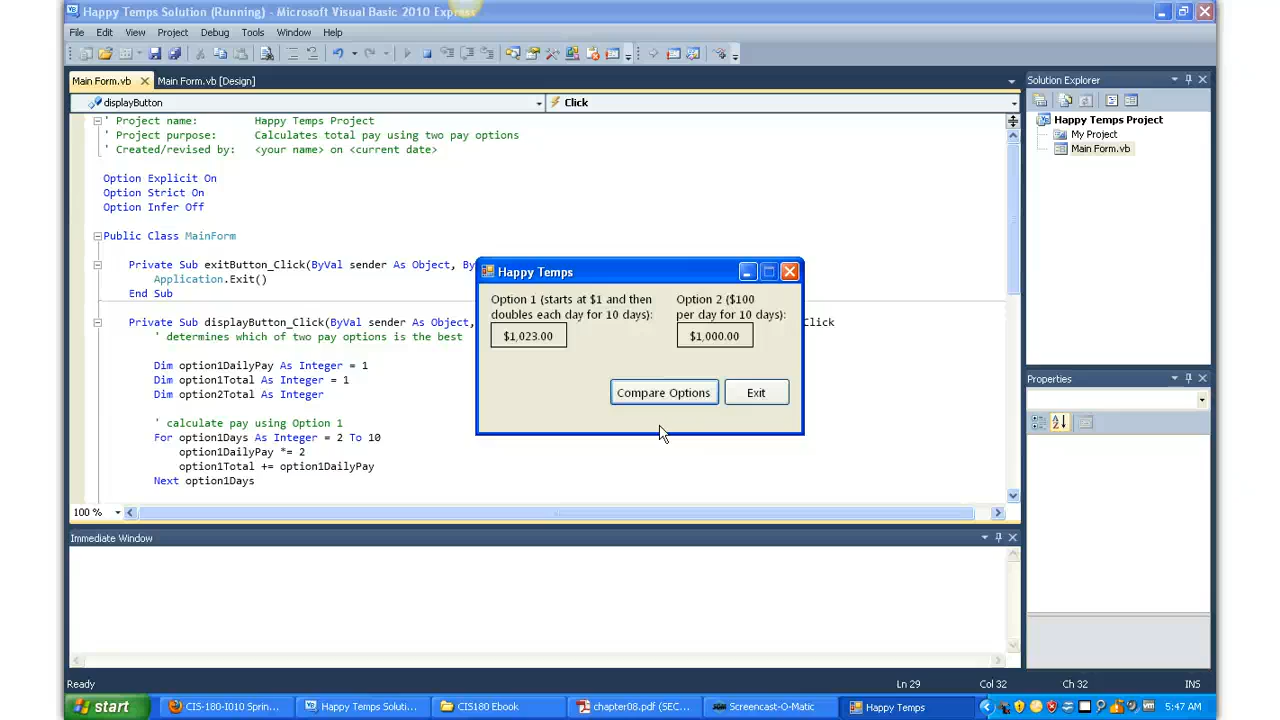 Happy Temps Solution (Running) - Microsoft Visual Basic 2010 Express
File Edit View Project Debug Tools Window Help
Main Form.vb Main Form.vb [Design]
displayButton Click
' Project name: Happy Temps Project
' Project purpose: Calculates total pay using two pay options
' Created/revised by: <your name> on <current date>
Option Explicit On
Option Strict On
Option Infer Off
Public Class MainForm
Private Sub exitButton_Click(ByVal sender As Object, By
Application.Exit()
End Sub
Private Sub displayButton_Click(ByVal sender As Object, Click
' determines which of two pay options is the best
Dim option1DailyPay As Integer = 1
Dim option1Total As Integer = 1
Dim option2Total As Integer
' calculate pay using Option 1
For option1Days As Integer = 2 To 10
option1DailyPay *= 2
option1Total += option1DailyPay
Next option1Days
100 %
Happy Temps
Option 1 (starts at $1 and then
doubles each day for 10 days):
$1,023.00
Option 2 ($100
per day for 10 days):
$1,000.00
Compare Options Exit
Solution Explorer
Happy Temps Project
My Project
Main Form.vb
Properties
Immediate Window
Ready Ln 29 Col 32 Ch 32 INS
start CIS-180-I010 Sprin... Happy Temps Soluti... CIS180 Ebook chapter08.pdf (SEC... Screencast-O-Matic Happy Temps 5:47 AM